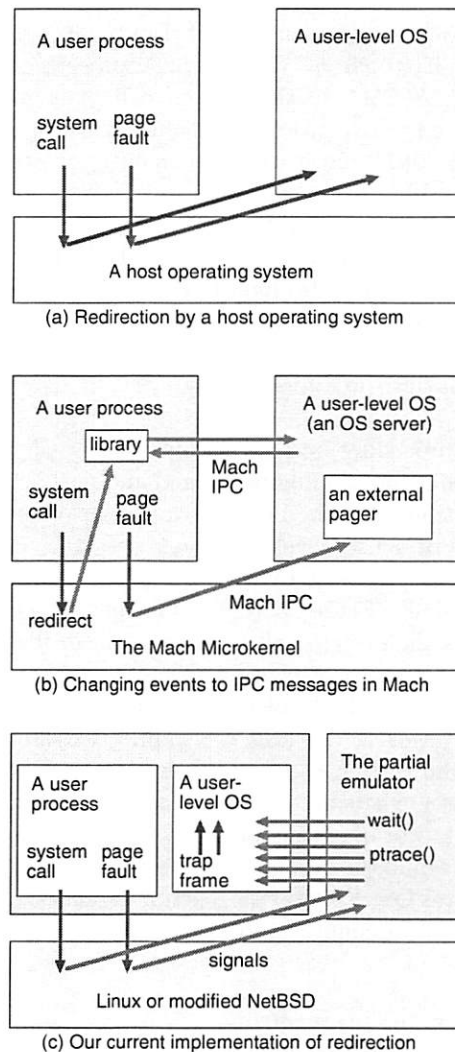 A user process
A user-level OS
system
call
page
fault
A host operating system
(a) Redirection by a host operating system
A user process
A user-level OS
(an OS server)
library
Mach
IPC
system
call
page
fault
an external
pager
redirect
Mach IPC
The Mach Microkernel
(b) Changing events to IPC messages in Mach
A user
process
A user-
level OS
The partial
emulator
wait()
system
call
page
fault
trap
frame
ptrace()
signals
Linux or modified NetBSD
(c) Our current implementation of redirection